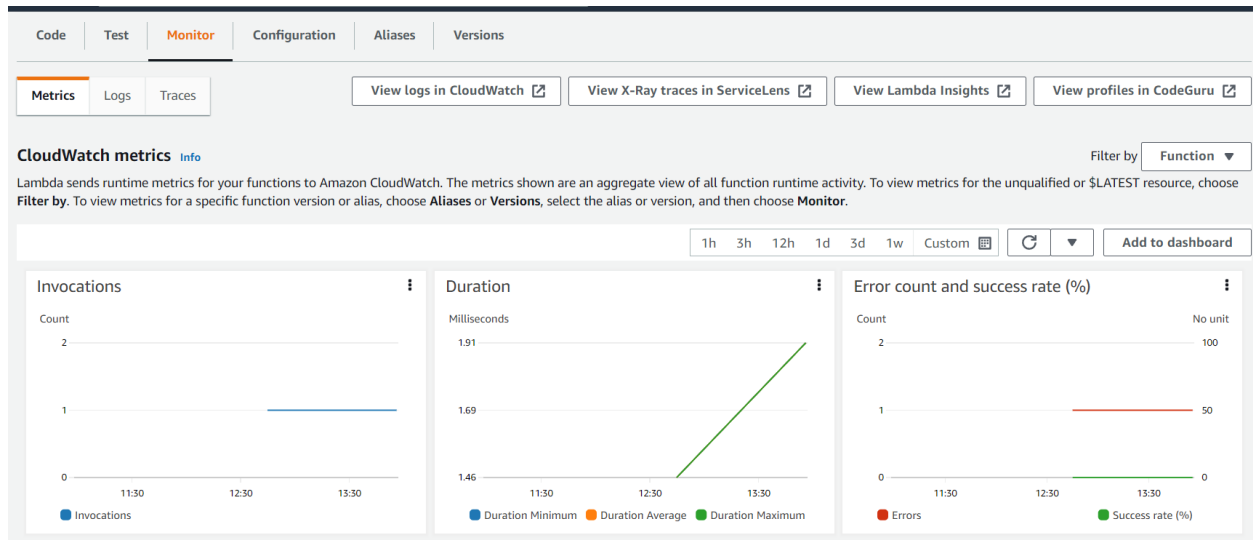 Code Test Monitor Configuration Aliases Versions
Metrics Logs Traces View logs in CloudWatch View X-Ray traces in ServiceLens View Lambda Insights View profiles in CodeGuru
CloudWatch metrics Info Filter by Function
Lambda sends runtime metrics for your functions to Amazon CloudWatch. The metrics shown are an aggregate view of all function runtime activity. To view metrics for the unqualified or $LATEST resource, choose
Filter by. To view metrics for a specific function version or alias, choose Aliases or Versions, select the alias or version, and then choose Monitor.
1h 3h 12h 1d 3d 1w Custom Add to dashboard
Invocations
Count
2
1
0
11:30 12:30 13:30
Invocations
Duration
Milliseconds
1.91
1.69
1.46
11:30 12:30 13:30
Duration Minimum Duration Average Duration Maximum
Error count and success rate (%)
Count No unit
2 100
1 50
0 0
11:30 12:30 13:30
Errors Success rate (%)